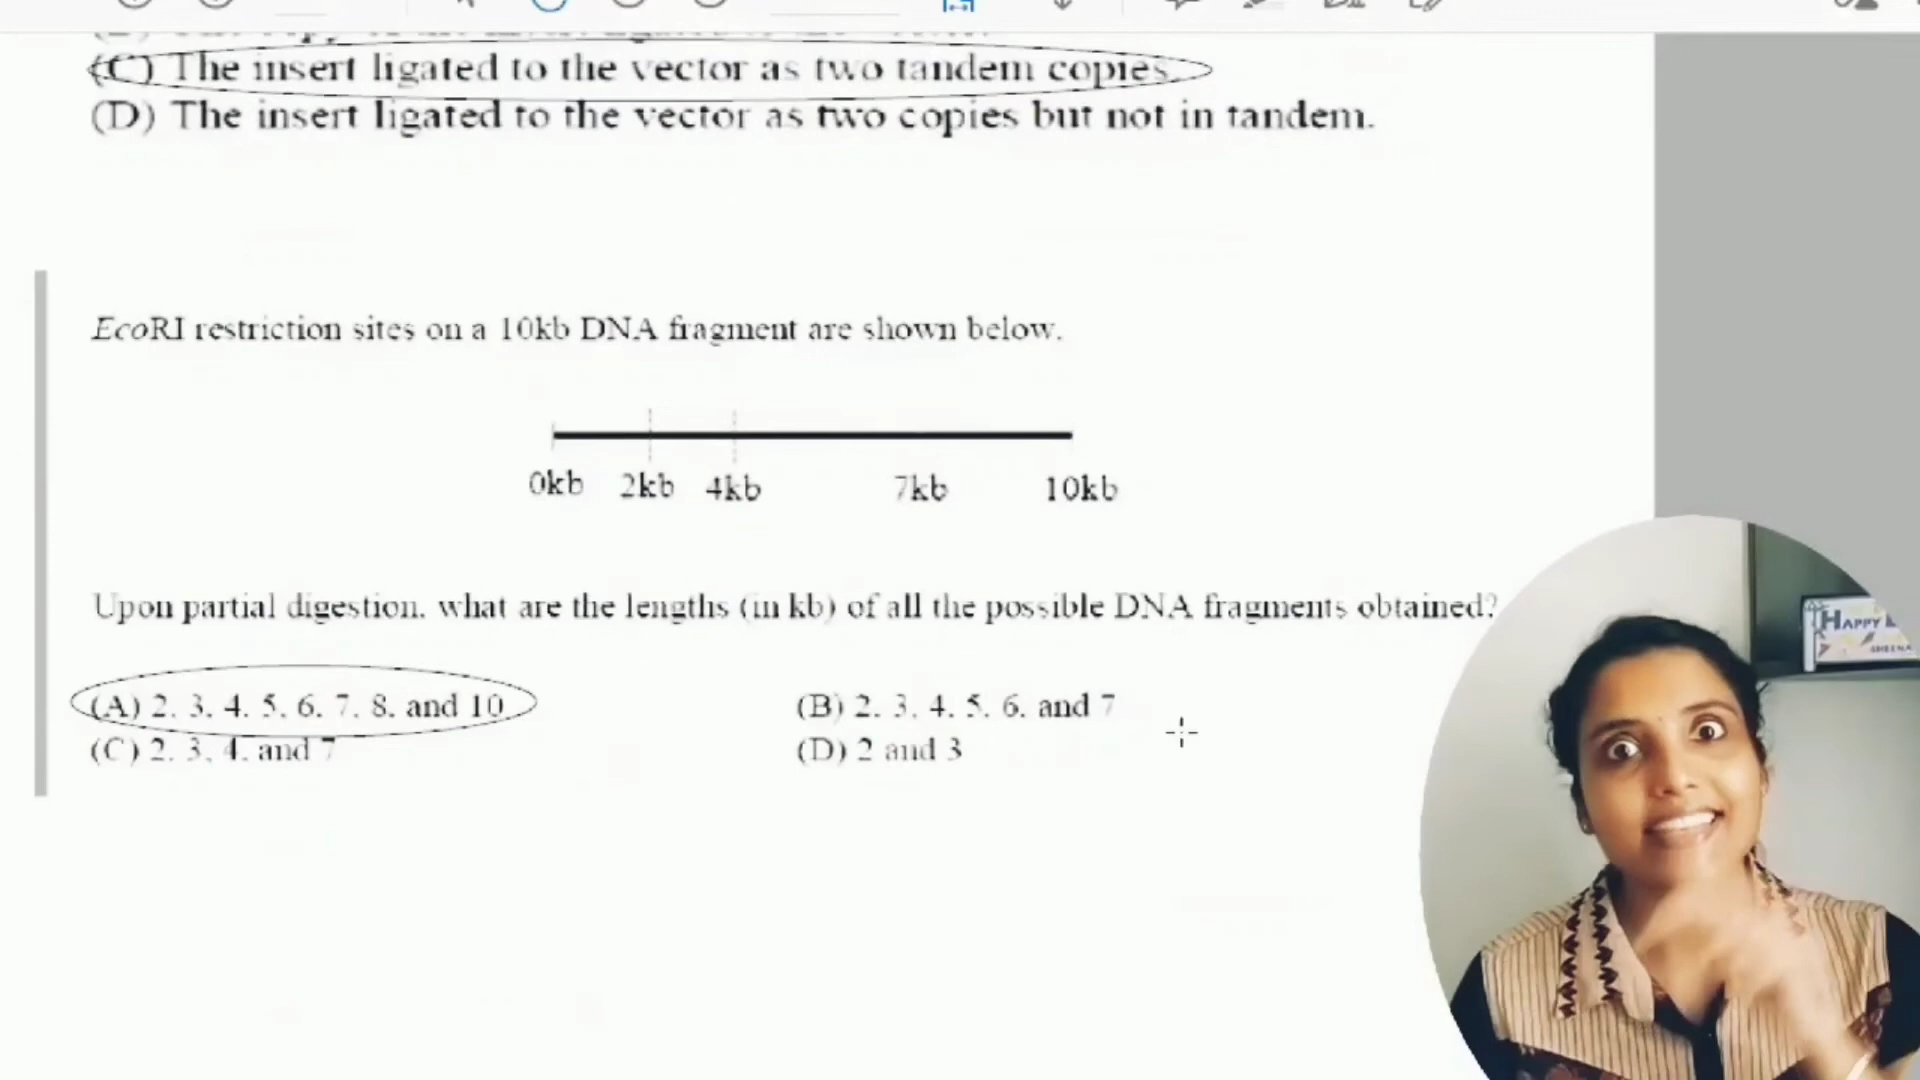 (C) The insert ligated to the vector as two tandem copies.
(D) The insert ligated to the vector as two copies but not in tandem.
EcoRI restriction sites on a 10kb DNA fragment are shown below.
0kb 2kb 4kb 7kb 10kb
Upon partial digestion, what are the lengths (in kb) of all the possible DNA fragments obtained?
(A) 2, 3, 4, 5, 6, 7, 8, and 10 (B) 2, 3, 4, 5, 6, and 7
(C) 2, 3, 4, and 7 (D) 2 and 3
HAPPY